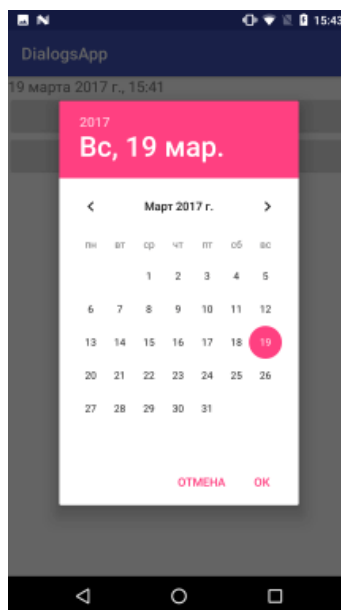 15:43
DialogsApp
19 марта 2017 г., 15:41
2017
Вс, 19 мар.
Март 2017 г.
пн вт ср чт пт сб вс
1 2 3 4 5
6 7 8 9 10 11 12
13 14 15 16 17 18 19
20 21 22 23 24 25 26
27 28 29 30 31
ОТМЕНА ОК